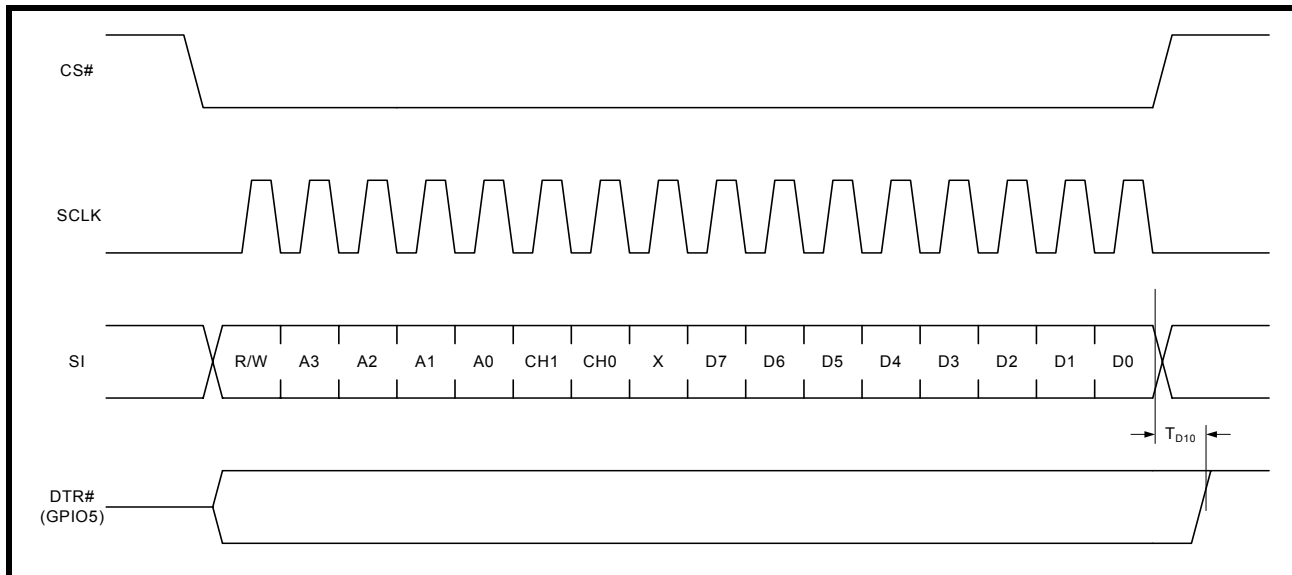 CS#
SCLK
SI R/W A3 A2 A1 A0 CH1 CH0 X D7 D6 D5 D4 D3 D2 D1 D0
TD10
DTR#
(GPIO5)